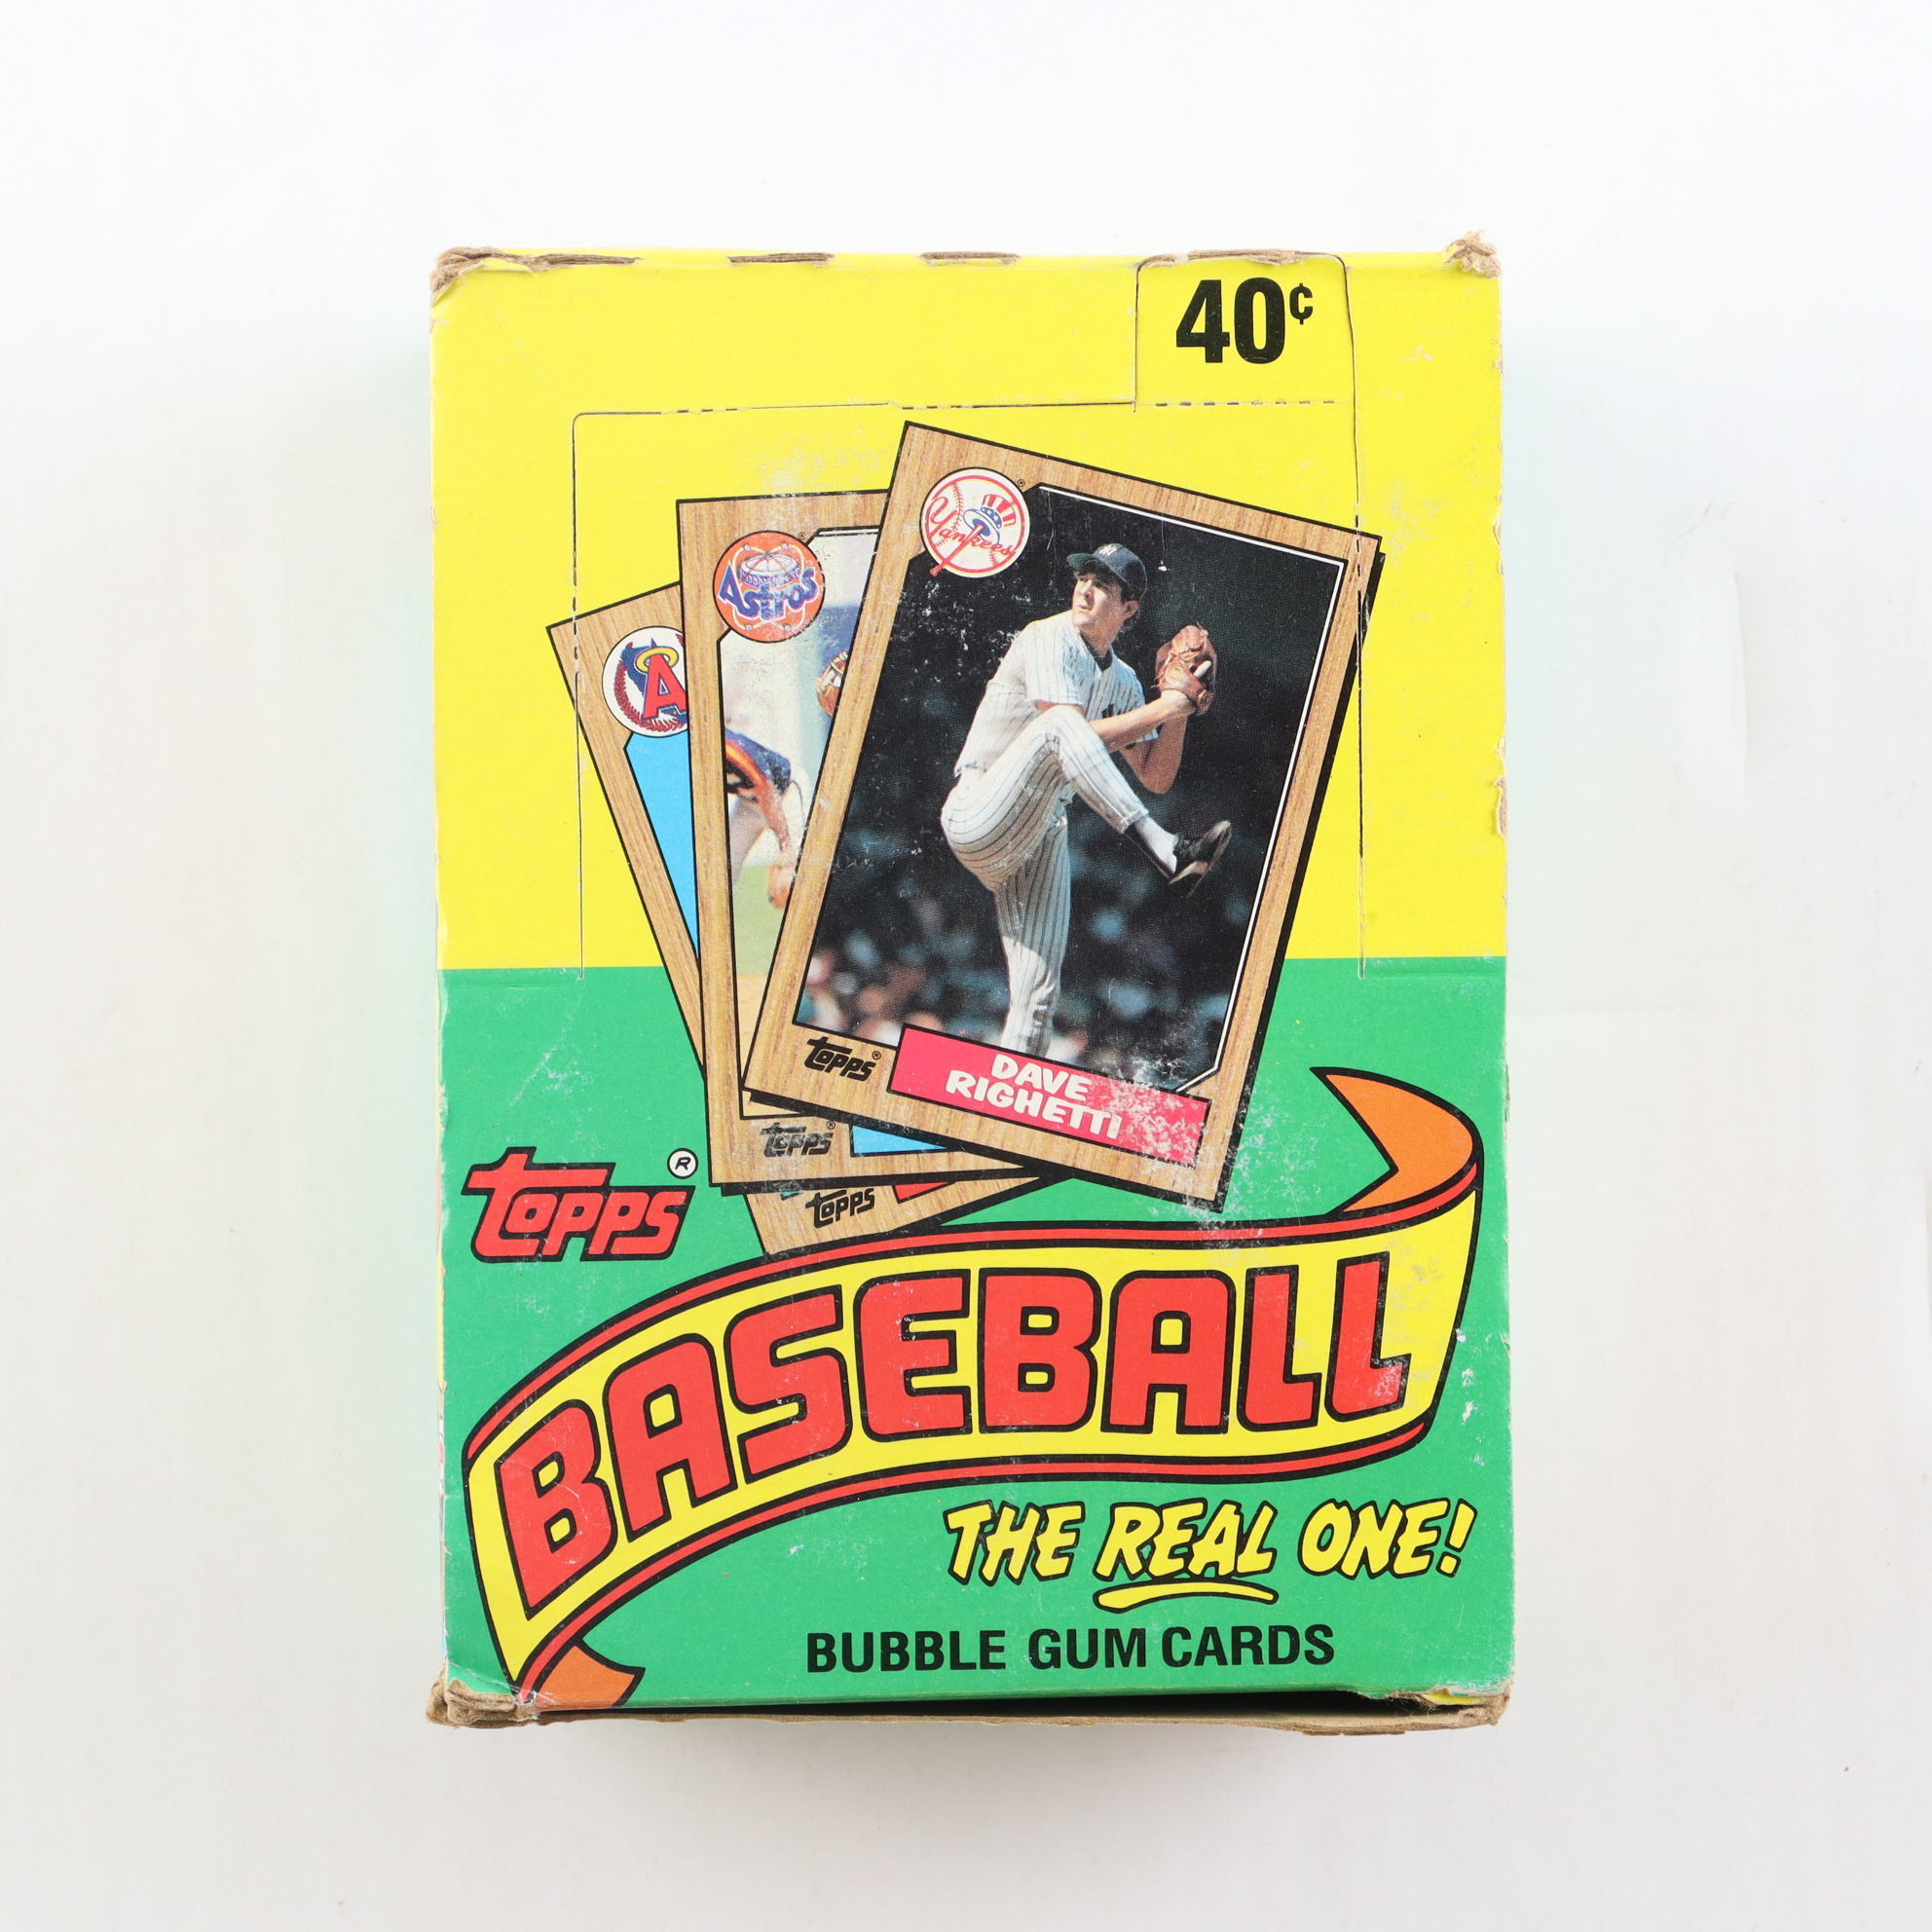 40¢
Yankees
Astros
A
topps®
DAVE
RIGHETTI
topps®
topps
topps®
BASEBALL
THE REAL ONE!
BUBBLE GUM CARDS